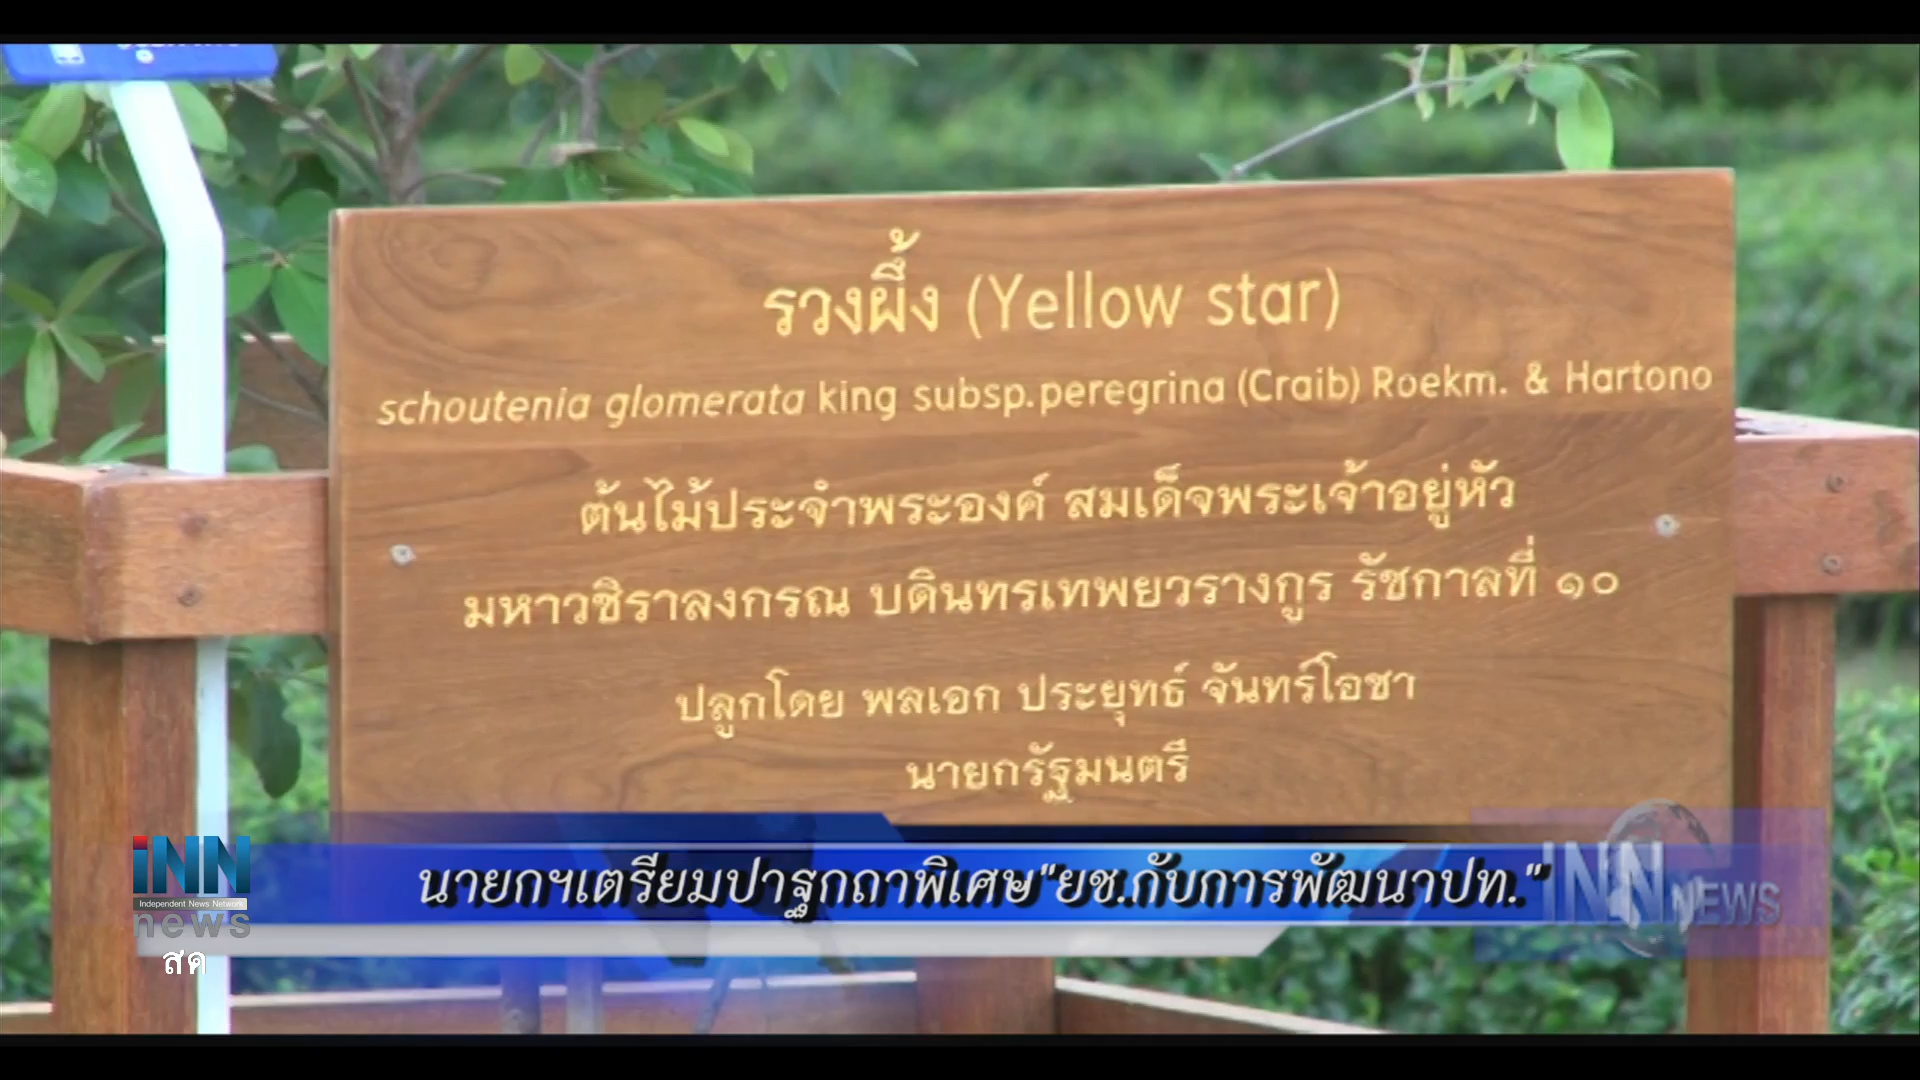 รวงผึ้ง (Yellow star)
schoutenia glomerata king subsp.peregrina (Craib) Roekm. & Hartono
ต้นไม้ประจำพระองค์ สมเด็จพระเจ้าอยู่หัว
มหาวชิราลงกรณ บดินทรเทพยวรางกูร รัชกาลที่ ๑๐
ปลูกโดย พลเอก ประยุทธ์ จันทร์โอชา
นายกรัฐมนตรี
นายกฯเตรียมปาฐกถาพิเศษ"ยช.กับการพัฒนาปท."
iNN
Independent News Network
news
สด
INN NEWS